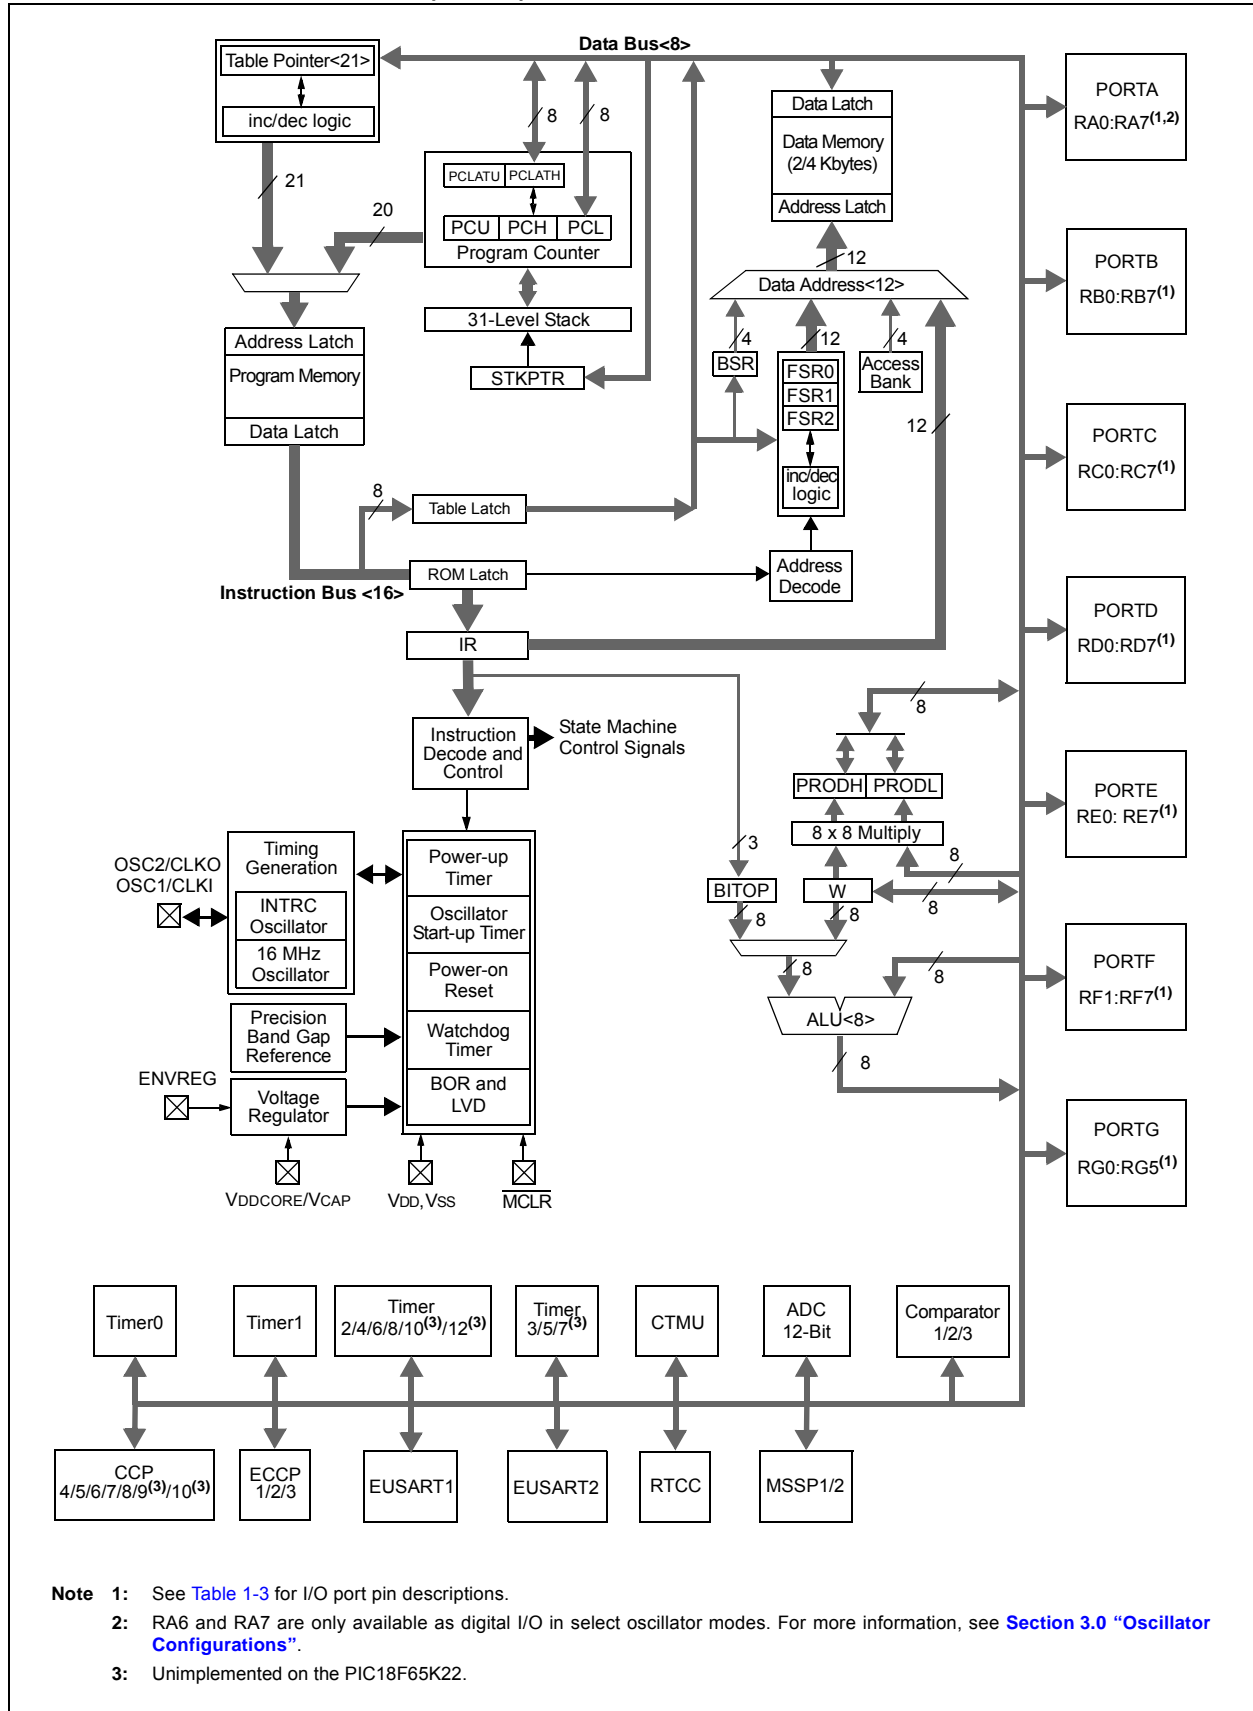 Data Bus<8>
Table Pointer<21>
inc/dec logic
21
20
8
8
PCLATU
PCLATH
PCU
PCH
PCL
Program Counter
31-Level Stack
STKPTR
Address Latch
Program Memory
Data Latch
8
Table Latch
ROM Latch
Instruction Bus <16>
IR
Data Latch
Data Memory
(2/4 Kbytes)
Address Latch
12
Data Address<12>
4
12
4
BSR
FSR0
FSR1
FSR2
inc/dec
logic
Access
Bank
12
Address
Decode
Instruction
Decode and
Control
State Machine
Control Signals
8
PRODH
PRODL
8 x 8 Multiply
3
8
BITOP
W
8
8
8
8
8
ALU<8>
8
OSC2/CLKO
OSC1/CLKI
Timing
Generation
INTRC
Oscillator
16 MHz
Oscillator
Precision
Band Gap
Reference
ENVREG
Voltage
Regulator
Power-up
Timer
Oscillator
Start-up Timer
Power-on
Reset
Watchdog
Timer
BOR and
LVD
VDDCORE/VCAP
VDD, VSS
MCLR
PORTA
RA0:RA7(1,2)
PORTB
RB0:RB7(1)
PORTC
RC0:RC7(1)
PORTD
RD0:RD7(1)
PORTE
RE0: RE7(1)
PORTF
RF1:RF7(1)
PORTG
RG0:RG5(1)
Timer0
Timer1
Timer
2/4/6/8/10(3)/12(3)
Timer
3/5/7(3)
CTMU
ADC
12-Bit
Comparator
1/2/3
CCP
4/5/6/7/8/9(3)/10(3)
ECCP
1/2/3
EUSART1
EUSART2
RTCC
MSSP1/2
Note 1: See Table 1-3 for I/O port pin descriptions.
2: RA6 and RA7 are only available as digital I/O in select oscillator modes. For more information, see Section 3.0 “Oscillator
Configurations”.
3: Unimplemented on the PIC18F65K22.